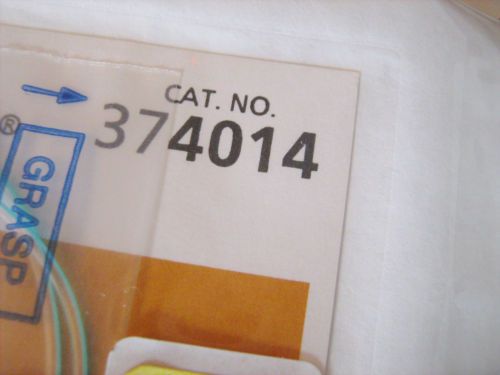 CAT. NO.
374014
®
GRASP